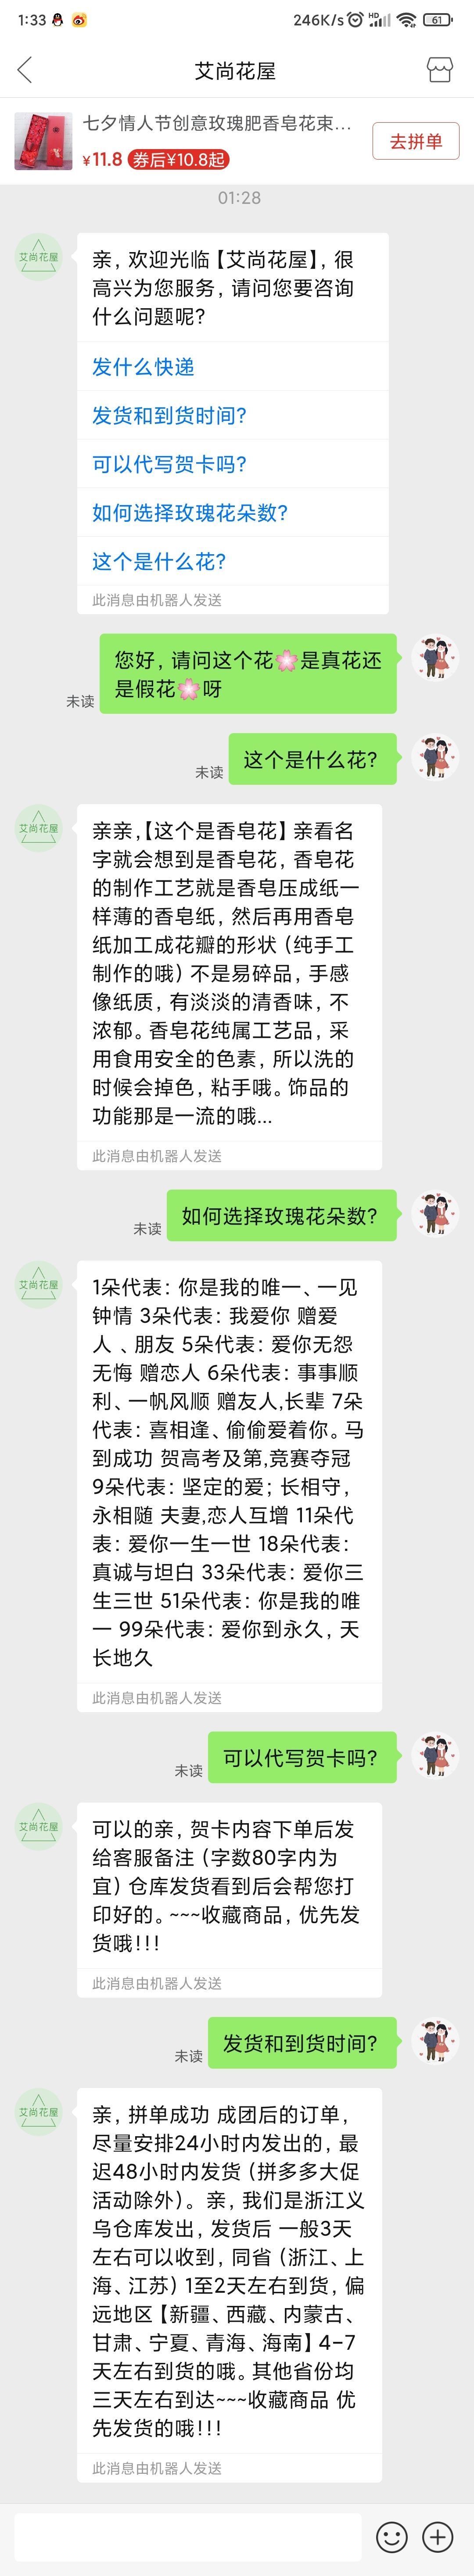 1:33 246K/s HD 61
艾尚花屋
七夕情人节创意玫瑰肥香皂花束...
¥11.8 券后¥10.8起
去拼单
01:28
艾尚花屋
亲，欢迎光临【艾尚花屋】，很
高兴为您服务，请问您要咨询
什么问题呢？
发什么快递
发货和到货时间？
可以代写贺卡吗？
如何选择玫瑰花朵数？
这个是什么花？
此消息由机器人发送
您好，请问这个花🌸是真花还
是假花🌸呀
未读
这个是什么花？
未读
艾尚花屋
亲亲，【这个是香皂花】亲看名
字就会想到是香皂花，香皂花
的制作工艺就是香皂压成纸一
样薄的香皂纸，然后再用香皂
纸加工成花瓣的形状（纯手工
制作的哦）不是易碎品，手感
像纸质，有淡淡的清香味，不
浓郁。香皂花纯属工艺品，采
用食用安全的色素，所以洗的
时候会掉色，粘手哦。饰品的
功能那是一流的哦...
此消息由机器人发送
如何选择玫瑰花朵数？
未读
艾尚花屋
1朵代表：你是我的唯一、一见
钟情 3朵代表：我爱你 赠爱
人 、朋友 5朵代表：爱你无怨
无悔 赠恋人 6朵代表：事事顺
利、一帆风顺 赠友人,长辈 7朵
代表：喜相逢、偷偷爱着你。马
到成功 贺高考及第,竞赛夺冠
9朵代表：坚定的爱；长相守，
永相随 夫妻,恋人互增 11朵代
表：爱你一生一世 18朵代表：
真诚与坦白 33朵代表：爱你三
生三世 51朵代表：你是我的唯
一 99朵代表：爱你到永久，天
长地久
此消息由机器人发送
可以代写贺卡吗？
未读
艾尚花屋
可以的亲，贺卡内容下单后发
给客服备注（字数80字内为
宜）仓库发货看到后会帮您打
印好的。~~~收藏商品，优先发
货哦!!!
此消息由机器人发送
发货和到货时间？
未读
艾尚花屋
亲，拼单成功 成团后的订单，
尽量安排24小时内发出的，最
迟48小时内发货（拼多多大促
活动除外）。亲，我们是浙江义
乌仓库发出，发货后 一般3天
左右可以收到，同省（浙江、上
海、江苏）1至2天左右到货，偏
远地区【新疆、西藏、内蒙古、
甘肃、宁夏、青海、海南】4-7
天左右到货的哦。其他省份均
三天左右到达~~~收藏商品 优
先发货的哦!!!
此消息由机器人发送